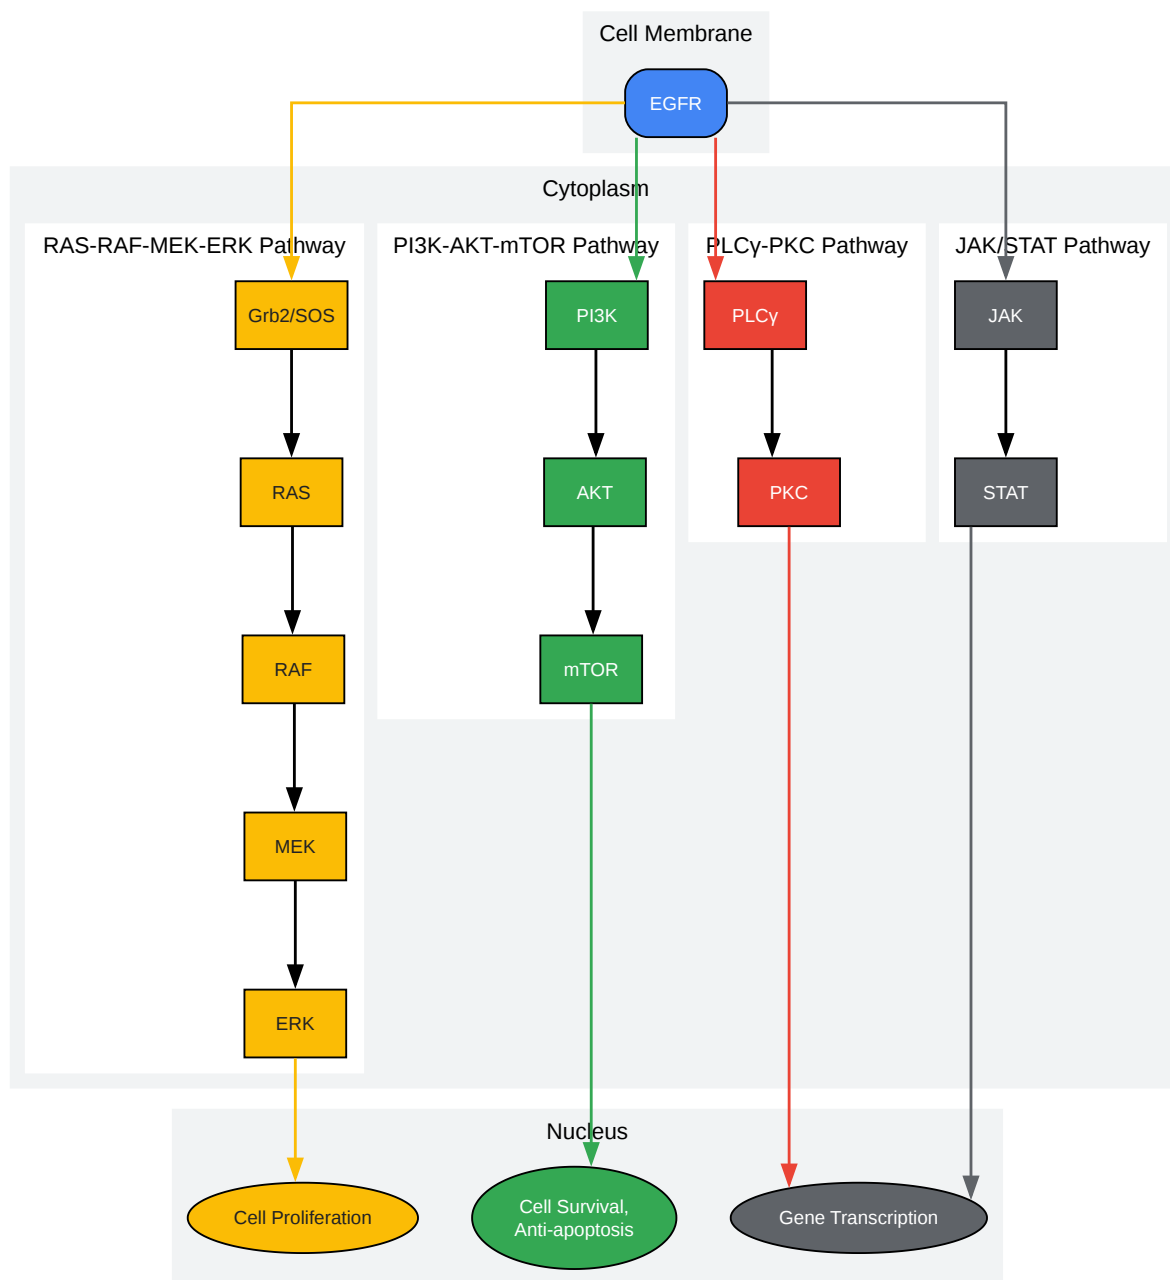 Cell Membrane
EGFR
Cytoplasm
RAS-RAF-MEK-ERK Pathway
PI3K-AKT-mTOR Pathway
PLCγ-PKC Pathway
JAK/STAT Pathway
Grb2/SOS
PI3K
PLCγ
JAK
RAS
AKT
PKC
STAT
RAF
mTOR
MEK
ERK
Nucleus
Cell Proliferation
Cell Survival,
Anti-apoptosis
Gene Transcription